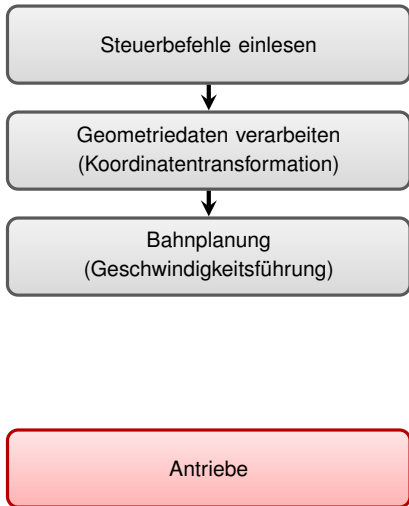 Steuerbefehle einlesen
Geometriedaten verarbeiten
(Koordinatentransformation)
Bahnplanung
(Geschwindigkeitsführung)
Antriebe